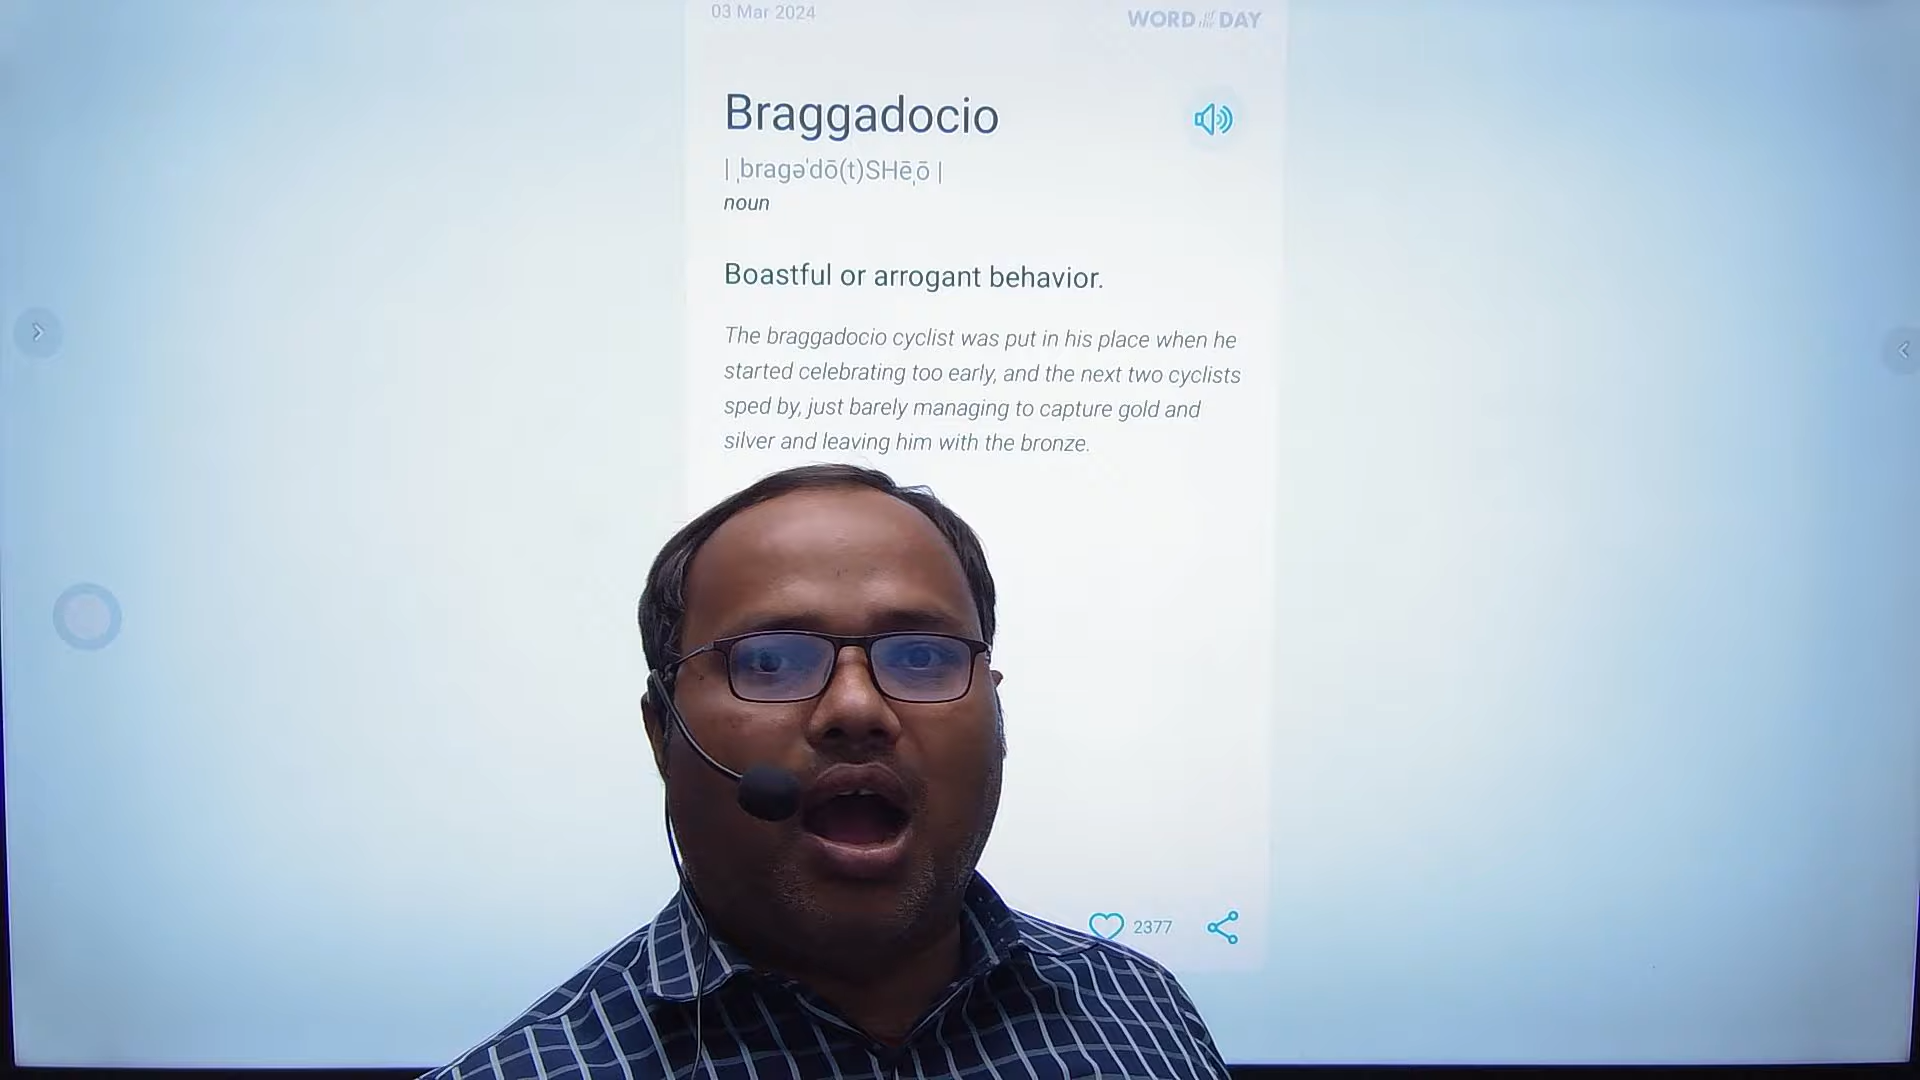 03 Mar 2024
WORD of the DAY
Braggadocio
| ˌbragəˈdō(t)SHēˌō |
noun
Boastful or arrogant behavior.
The braggadocio cyclist was put in his place when he
started celebrating too early, and the next two cyclists
sped by, just barely managing to capture gold and
silver and leaving him with the bronze.
2377